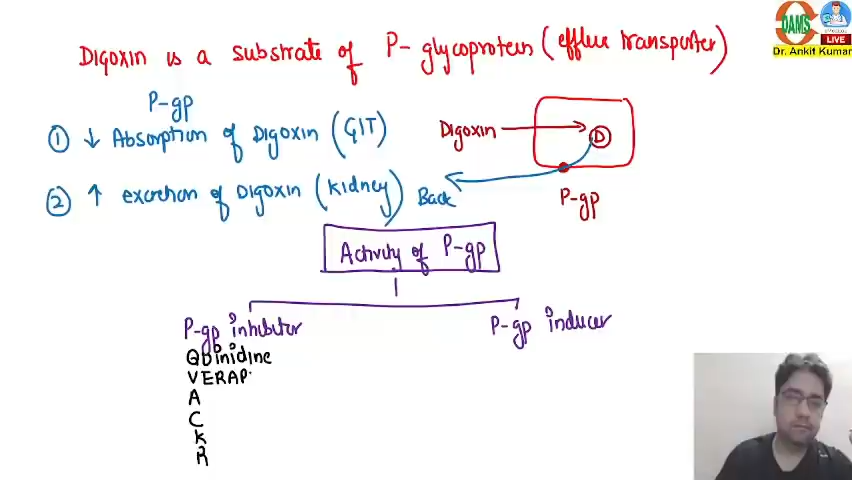 DIGOXIN is a substrate of P-glycoprotein (efflux transporter)
DAMS
LIVE
Dr. Ankit Kumar
P-gp
① ↓ Absorption of DIGOXIN (GIT)
Digoxin
D
② ↑ excretion of DIGOXIN (kidney)
Back
P-gp
Activity of P-gp
P-gp inhibitor
P-gp inducer
QUinidine
VERAP
A
C
K
R